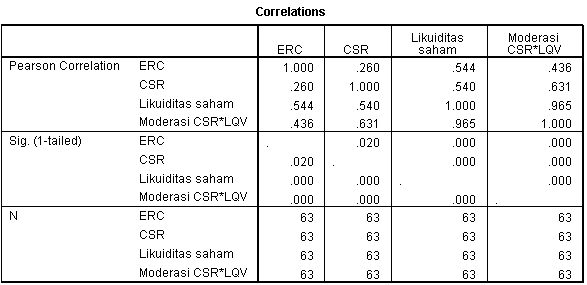 Correlations
ERC CSR Likuiditas saham Moderasi CSR*LQV
Pearson Correlation ERC 1.000 .260 .544 .436
CSR .260 1.000 .540 .631
Likuiditas saham .544 .540 1.000 .965
Moderasi CSR*LQV .436 .631 .965 1.000
Sig. (1-tailed) ERC . .020 .000 .000
CSR .020 . .000 .000
Likuiditas saham .000 .000 . .000
Moderasi CSR*LQV .000 .000 .000 .
N ERC 63 63 63 63
CSR 63 63 63 63
Likuiditas saham 63 63 63 63
Moderasi CSR*LQV 63 63 63 63